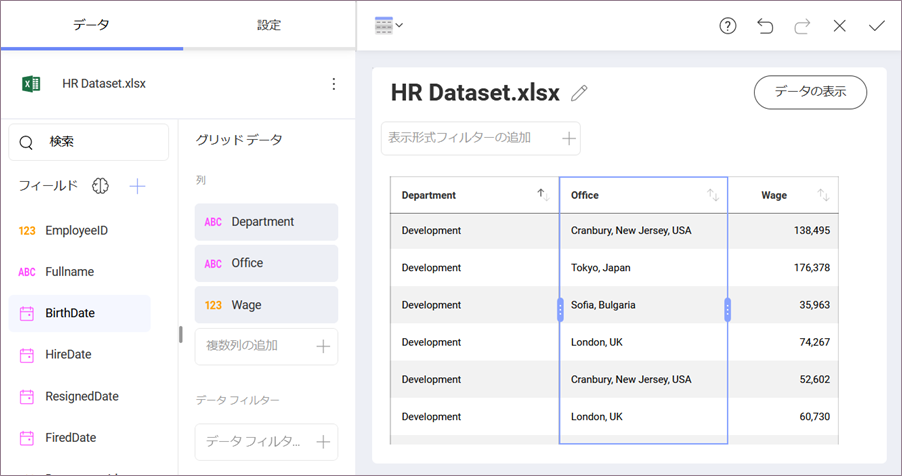 データ
設定
HR Dataset.xlsx
検索
フィールド
123 EmployeeID
ABC Fullname
BirthDate
HireDate
ResignedDate
FiredDate
グリッド データ
列
ABC Department
ABC Office
123 Wage
複数列の追加
データ フィルター
データ フィルタ...
HR Dataset.xlsx
データの表示
表示形式フィルターの追加
Department Office Wage
Development Cranbury, New Jersey, USA 138,495
Development Tokyo, Japan 176,378
Development Sofia, Bulgaria 35,963
Development London, UK 74,267
Development Cranbury, New Jersey, USA 52,602
Development London, UK 60,730